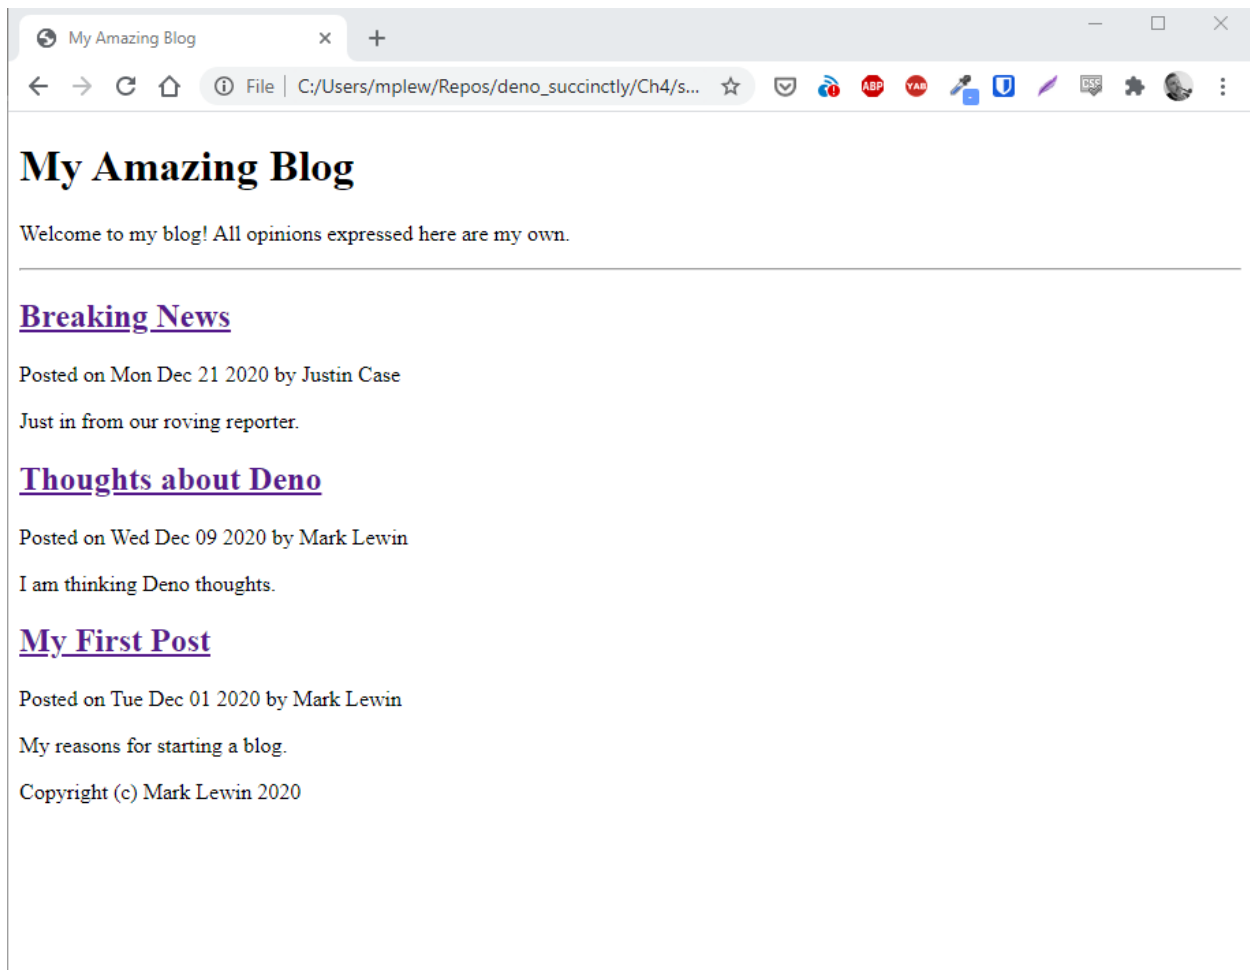 My Amazing Blog
File C:/Users/mplew/Repos/deno_succinctly/Ch4/s...
ABP
YAB
CSS
My Amazing Blog
Welcome to my blog! All opinions expressed here are my own.
Breaking News
Posted on Mon Dec 21 2020 by Justin Case
Just in from our roving reporter.
Thoughts about Deno
Posted on Wed Dec 09 2020 by Mark Lewin
I am thinking Deno thoughts.
My First Post
Posted on Tue Dec 01 2020 by Mark Lewin
My reasons for starting a blog.
Copyright (c) Mark Lewin 2020